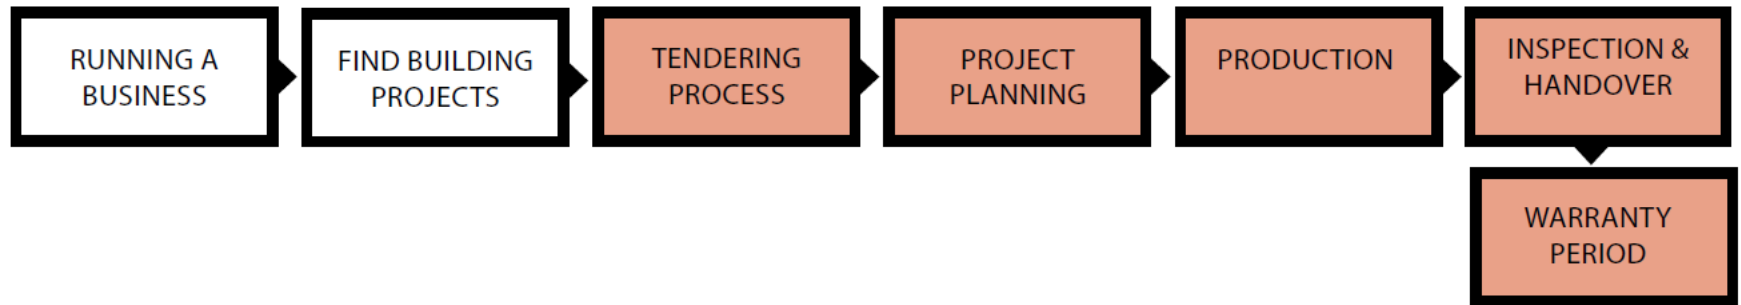 RUNNING A
BUSINESS
FIND BUILDING
PROJECTS
TENDERING
PROCESS
PROJECT
PLANNING
PRODUCTION
INSPECTION &
HANDOVER
WARRANTY
PERIOD